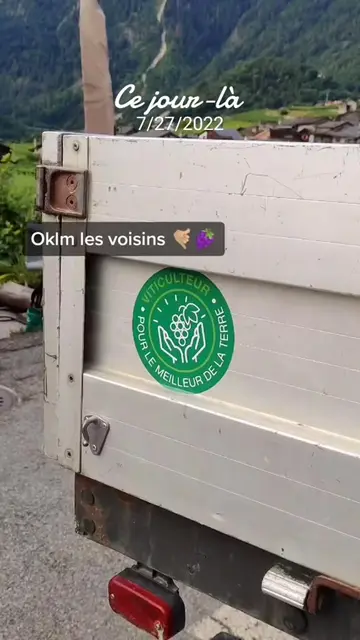 Ce jour-là
7/27/2022
Oklm les voisins 🤙🏼🍇
VITICULTEUR
• POUR LE MEILLEUR DE LA TERRE •